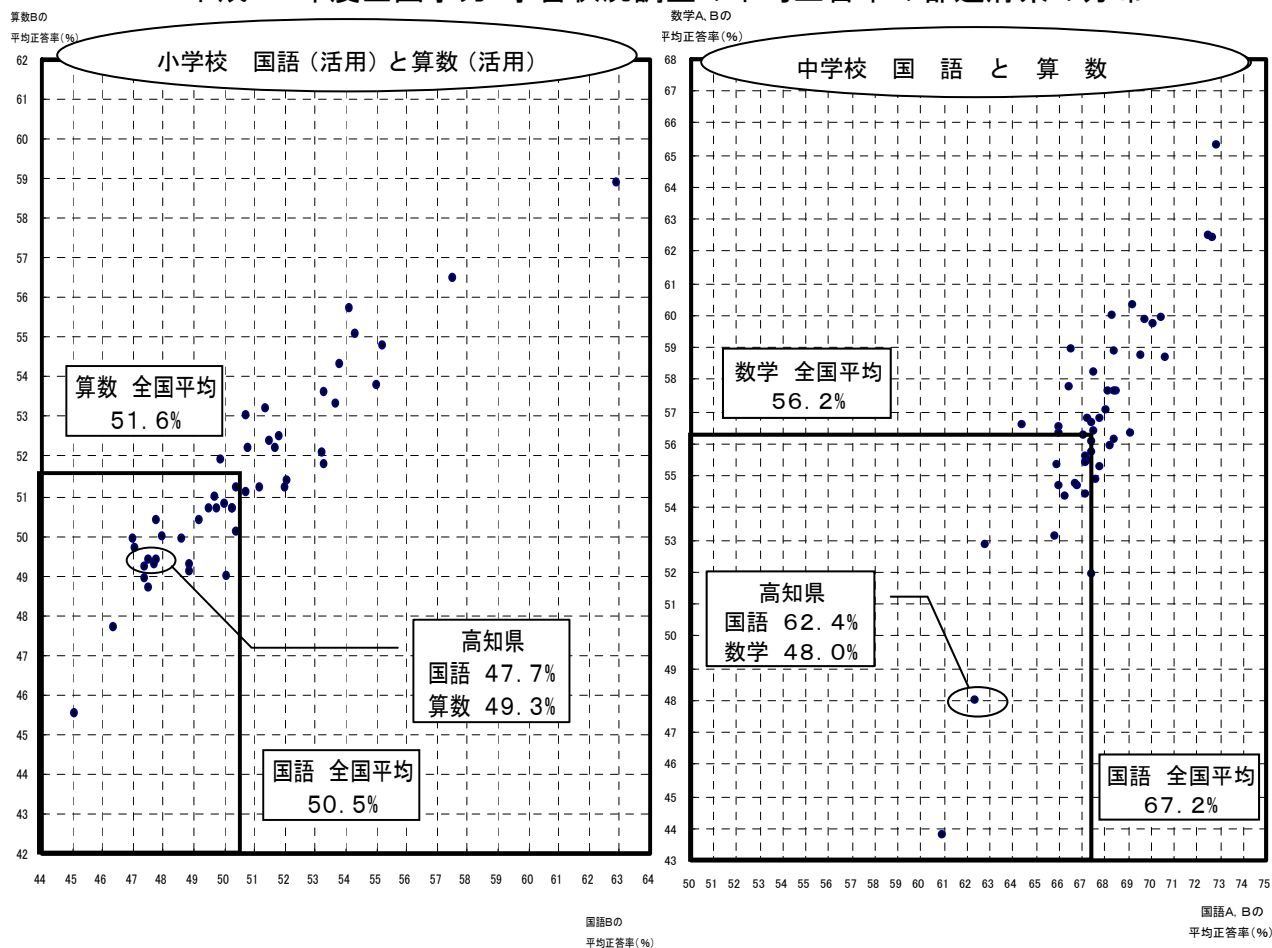 算数Bの
平均正答率(%)
小学校 国語(活用)と算数(活用)
62
61
60
59
58
57
56
55
54
53
52
51
50
49
48
47
46
45
44
43
42
算数 全国平均
51.6%
高知県
国語 47.7%
算数 49.3%
国語 全国平均
50.5%
44 45 46 47 48 49 50 51 52 53 54 55 56 57 58 59 60 61 62 63 64
国語Bの
平均正答率(%)
数学A,Bの
平均正答率(%)
中学校 国 語 と 算 数
68
67
66
65
64
63
62
61
60
59
58
57
56
55
54
53
52
51
50
49
48
47
46
45
44
43
数学 全国平均
56.2%
高知県
国語 62.4%
数学 48.0%
国語 全国平均
67.2%
50 51 52 53 54 55 56 57 58 59 60 61 62 63 64 65 66 67 68 69 70 71 72 73 74 75
国語A,Bの
平均正答率(%)